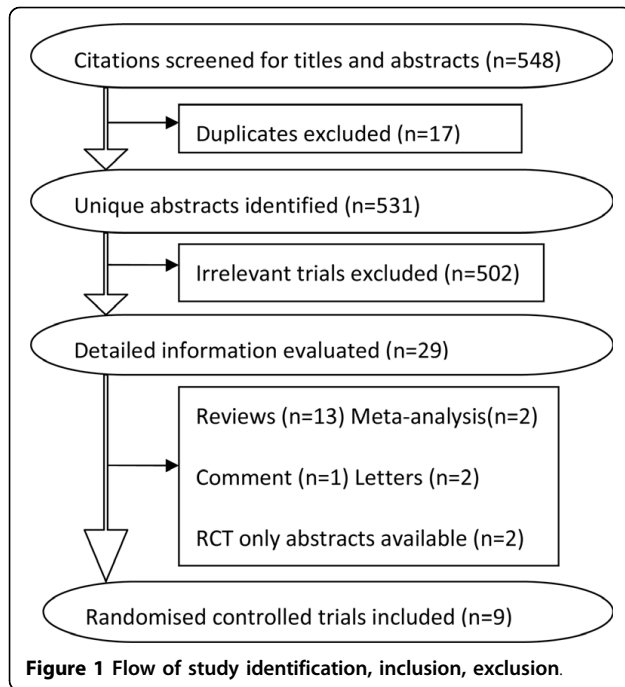 Citations screened for titles and abstracts (n=548)
Duplicates excluded (n=17)
Unique abstracts identified (n=531)
Irrelevant trials excluded (n=502)
Detailed information evaluated (n=29)
Reviews (n=13) Meta-analysis(n=2)
Comment (n=1) Letters (n=2)
RCT only abstracts available (n=2)
Randomised controlled trials included (n=9)
Figure 1 Flow of study identification, inclusion, exclusion.